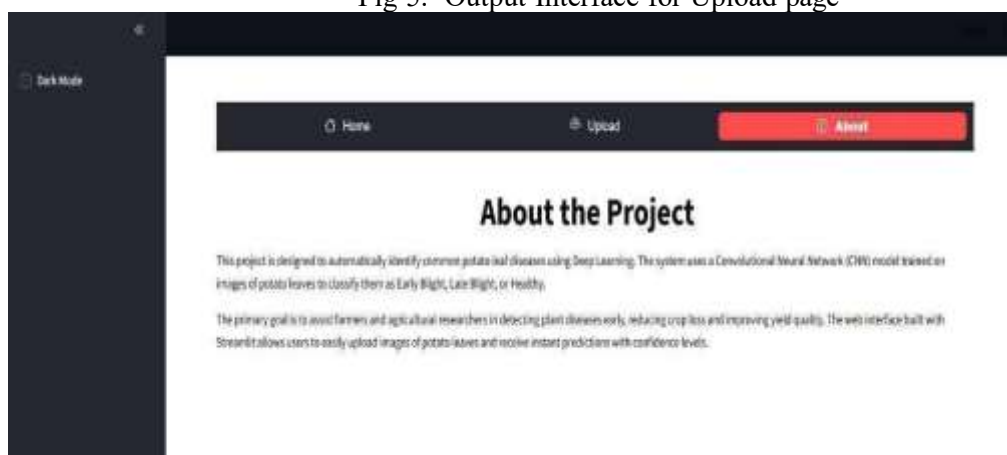 Fig 5: Output Interface for Upload page
«
Dark Mode
Home Upload About
About the Project
This project is designed to automatically identify common potato leaf diseases using Deep Learning. The system uses a Convolutional Neural Network (CNN) model trained on
images of potato leaves to classify them as Early Blight, Late Blight, or Healthy.
The primary goal is to assist farmers and agricultural researchers in detecting plant diseases early, reducing crop loss and improving yield quality. The web interface built with
Streamlit allows users to easily upload images of potato leaves and receive instant predictions with confidence levels.